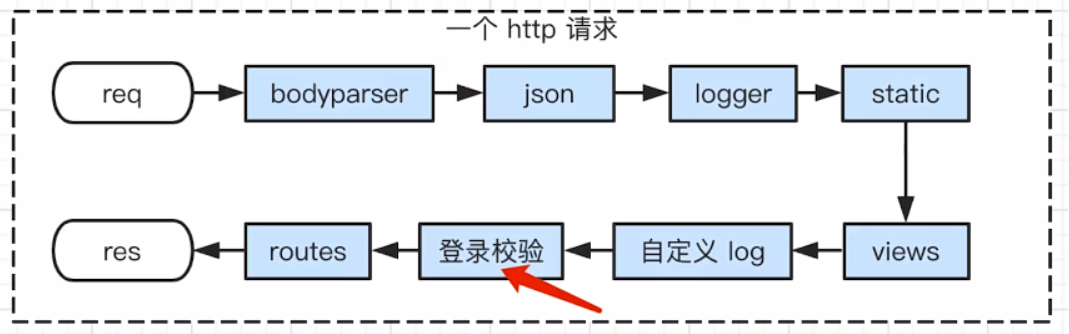 一个 http 请求
req
bodyparser
json
logger
static
res
routes
登录校验
自定义 log
views